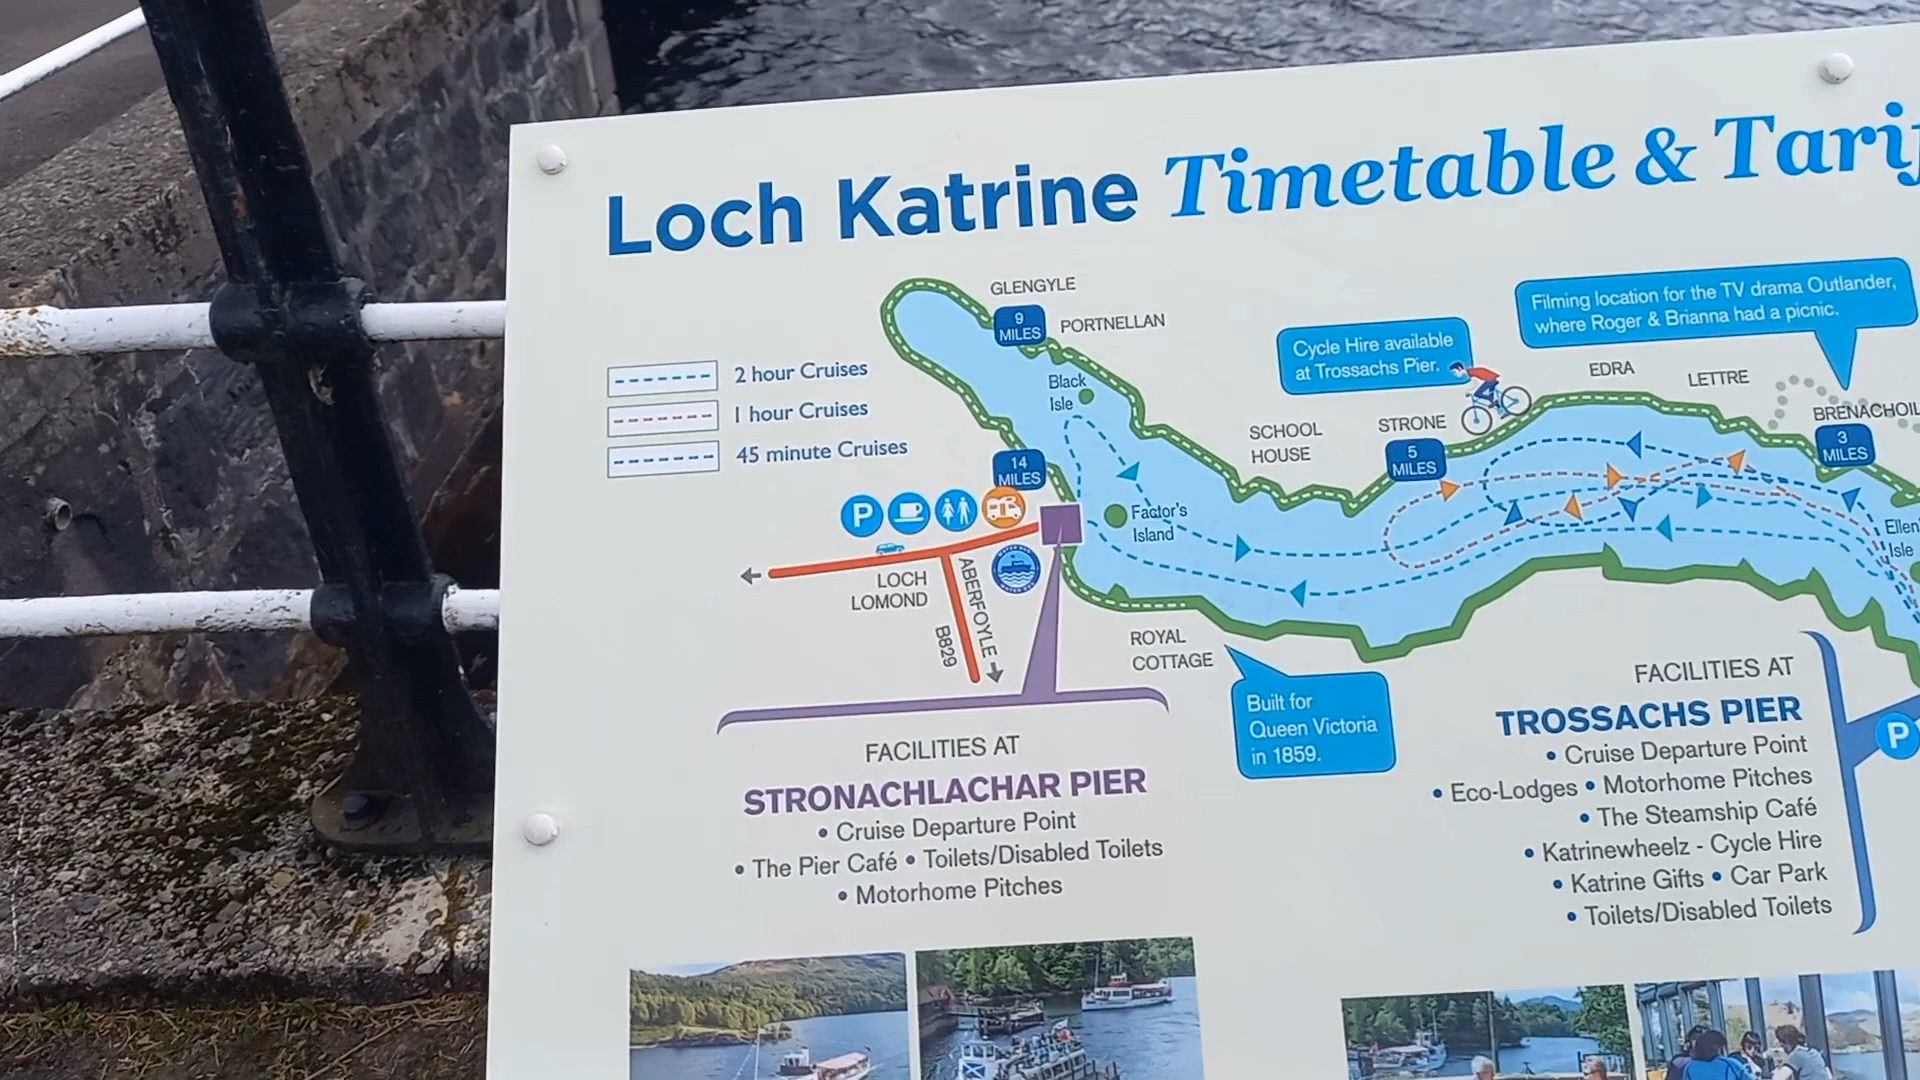 Loch Katrine Timetable &
GLENGYLE
9
MILES
PORTNELLAN
Filming location for the TV drama Outlander,
where Roger & Brianna had a picnic.
Cycle Hire available
at Trossachs Pier.
2 hour Cruises
1 hour Cruises
45 minute Cruises
Black
Isle
EDRA
LETTRE
STRONE
SCHOOL
HOUSE
5
MILES
3
MILES
14
MILES
P
Factor's
Island
Isle
LOCH
LOMOND
ABERFOYLE
B829
ROYAL
COTTAGE
Built for
Queen Victoria
in 1859.
FACILITIES AT
STRONACHLACHAR PIER
• Cruise Departure Point
• The Pier Café • Toilets/Disabled Toilets
• Motorhome Pitches
FACILITIES AT
TROSSACHS PIER
• Cruise Departure Point
• Eco-Lodges • Motorhome Pitches
• The Steamship Café
• Katrinewheelz - Cycle Hire
• Katrine Gifts • Car Park
• Toilets/Disabled Toilets
P